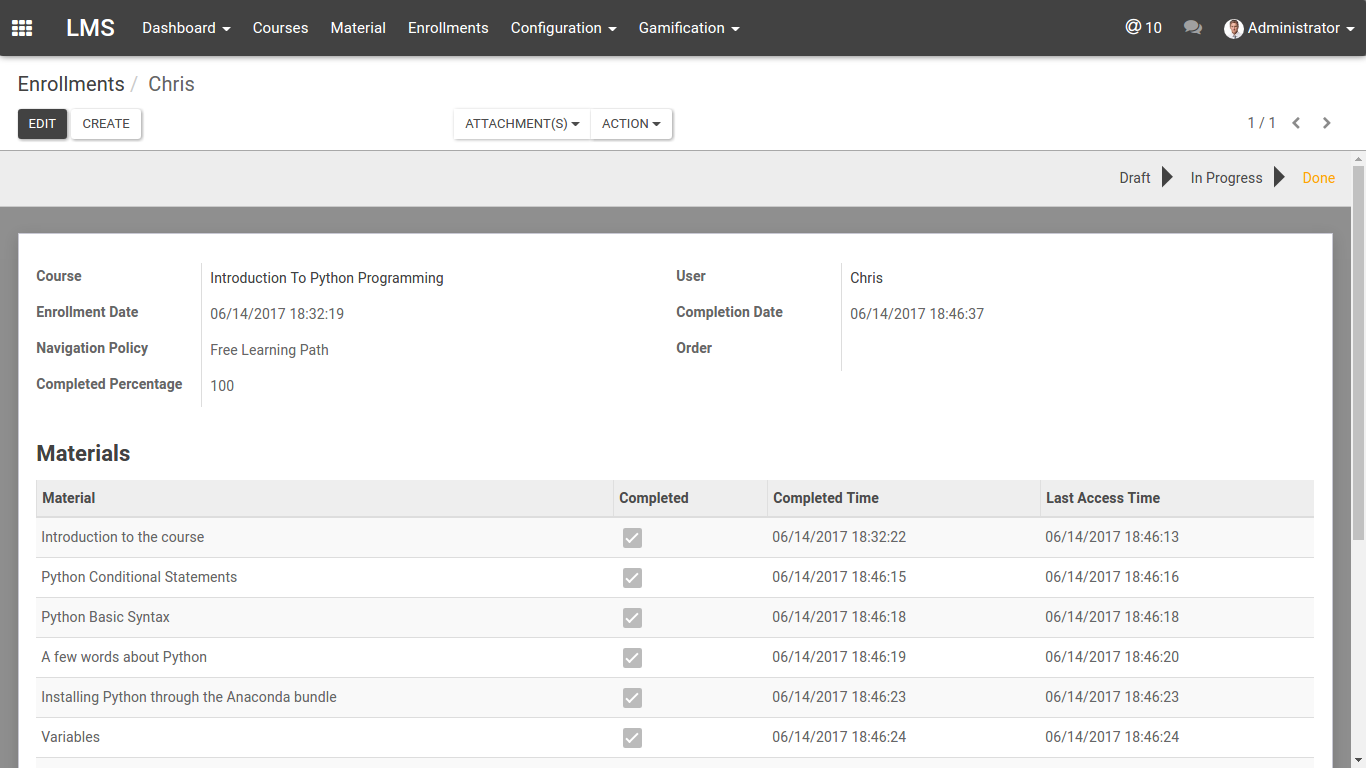 LMS Dashboard Courses Material Enrollments Configuration Gamification @ 10 Administrator
Enrollments / Chris
EDIT CREATE ATTACHMENT(S) ACTION 1 / 1
Draft In Progress Done
Course Introduction To Python Programming User Chris
Enrollment Date 06/14/2017 18:32:19 Completion Date 06/14/2017 18:46:37
Navigation Policy Free Learning Path Order
Completed Percentage 100
Materials
Material Completed Completed Time Last Access Time
Introduction to the course 06/14/2017 18:32:22 06/14/2017 18:46:13
Python Conditional Statements 06/14/2017 18:46:15 06/14/2017 18:46:16
Python Basic Syntax 06/14/2017 18:46:18 06/14/2017 18:46:18
A few words about Python 06/14/2017 18:46:19 06/14/2017 18:46:20
Installing Python through the Anaconda bundle 06/14/2017 18:46:23 06/14/2017 18:46:23
Variables 06/14/2017 18:46:24 06/14/2017 18:46:24